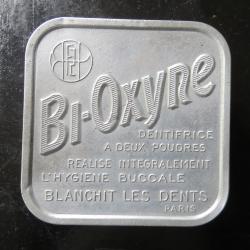 Bi-Oxyne
DENTIFRICE
A DEUX POUDRES
REALISE INTEGRALEMENT
L'HYGIENE BUCCALE
BLANCHIT LES DENTS
PARIS